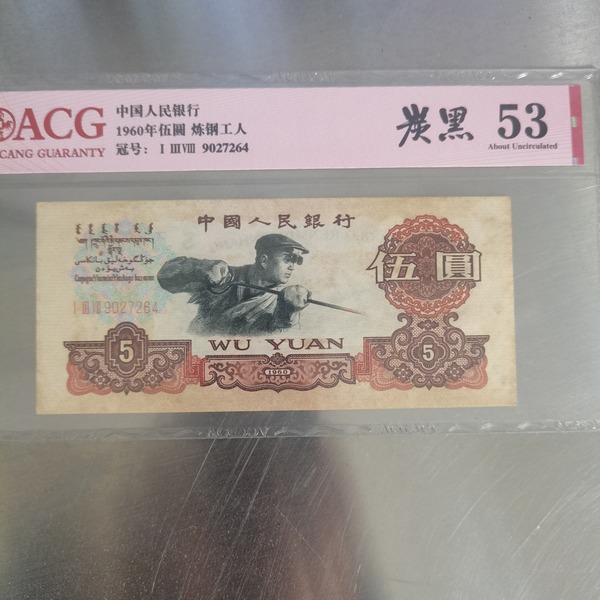 ACG
CANG GUARANTY
中国人民银行
1960年伍圆 炼钢工人
冠号: I III VIII 9027264
炭黑
53
About Uncirculated
中國人民銀行
伍圓
I III VIII 9027264
5
WU YUAN
5
1960